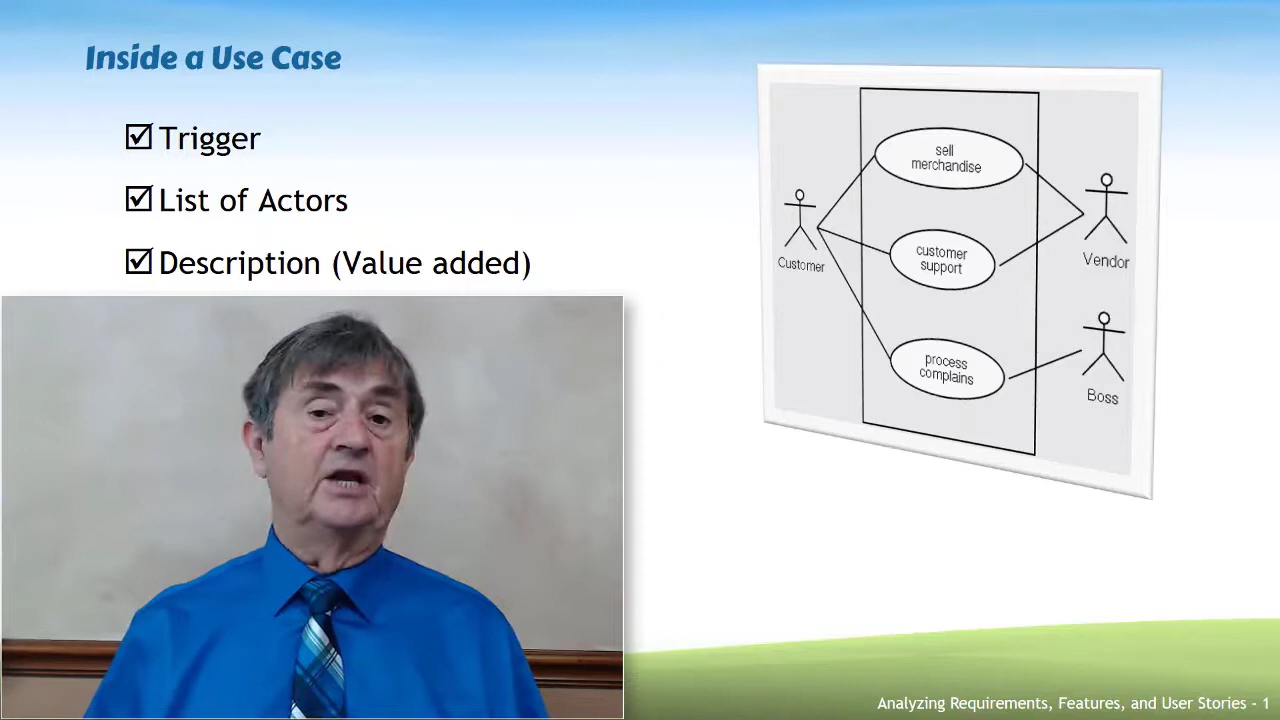 Inside a Use Case
Trigger
List of Actors
Description (Value added)
sell
merchandise
customer
support
process
complains
Customer
Vendor
Boss
Analyzing Requirements, Features, and User Stories - 1